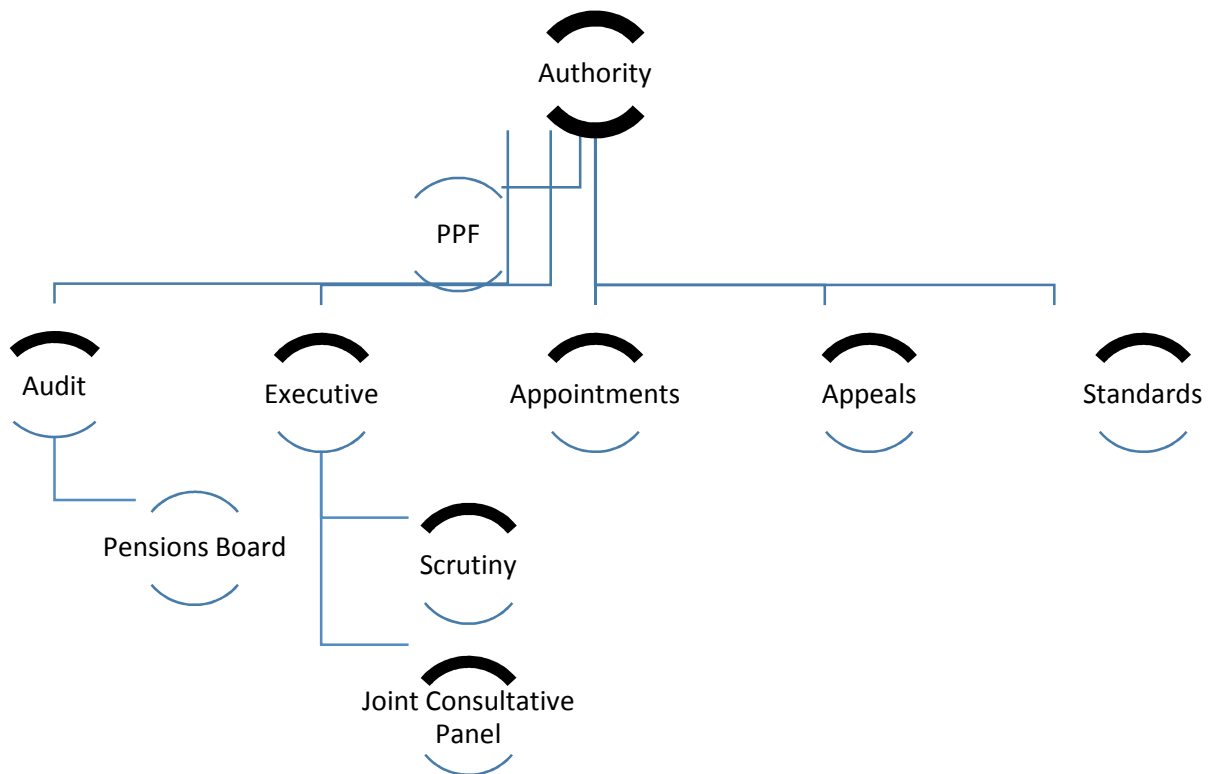 Authority
PPF
Audit
Executive
Appointments
Appeals
Standards
Pensions Board
Scrutiny
Joint Consultative
Panel